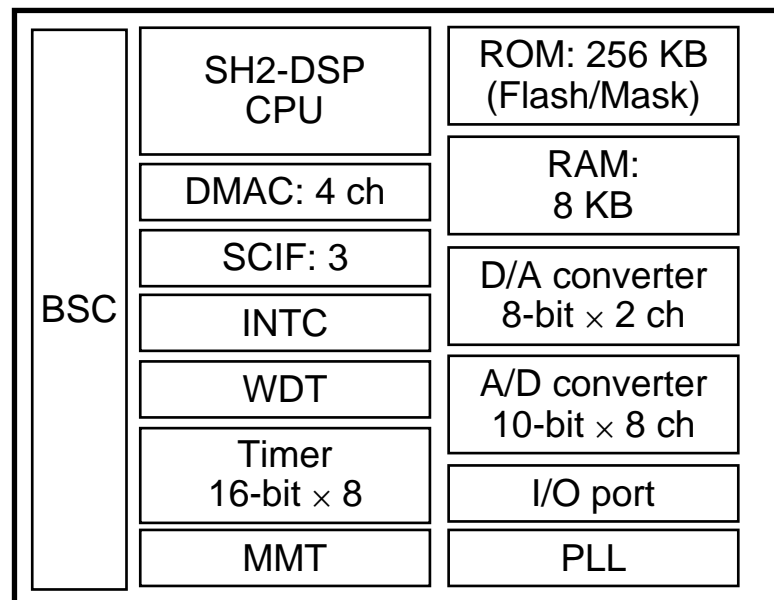 BSC
SH2-DSP
CPU
DMAC: 4 ch
SCIF: 3
INTC
WDT
Timer
16-bit × 8
MMT
ROM: 256 KB
(Flash/Mask)
RAM:
8 KB
D/A converter
8-bit × 2 ch
A/D converter
10-bit × 8 ch
I/O port
PLL